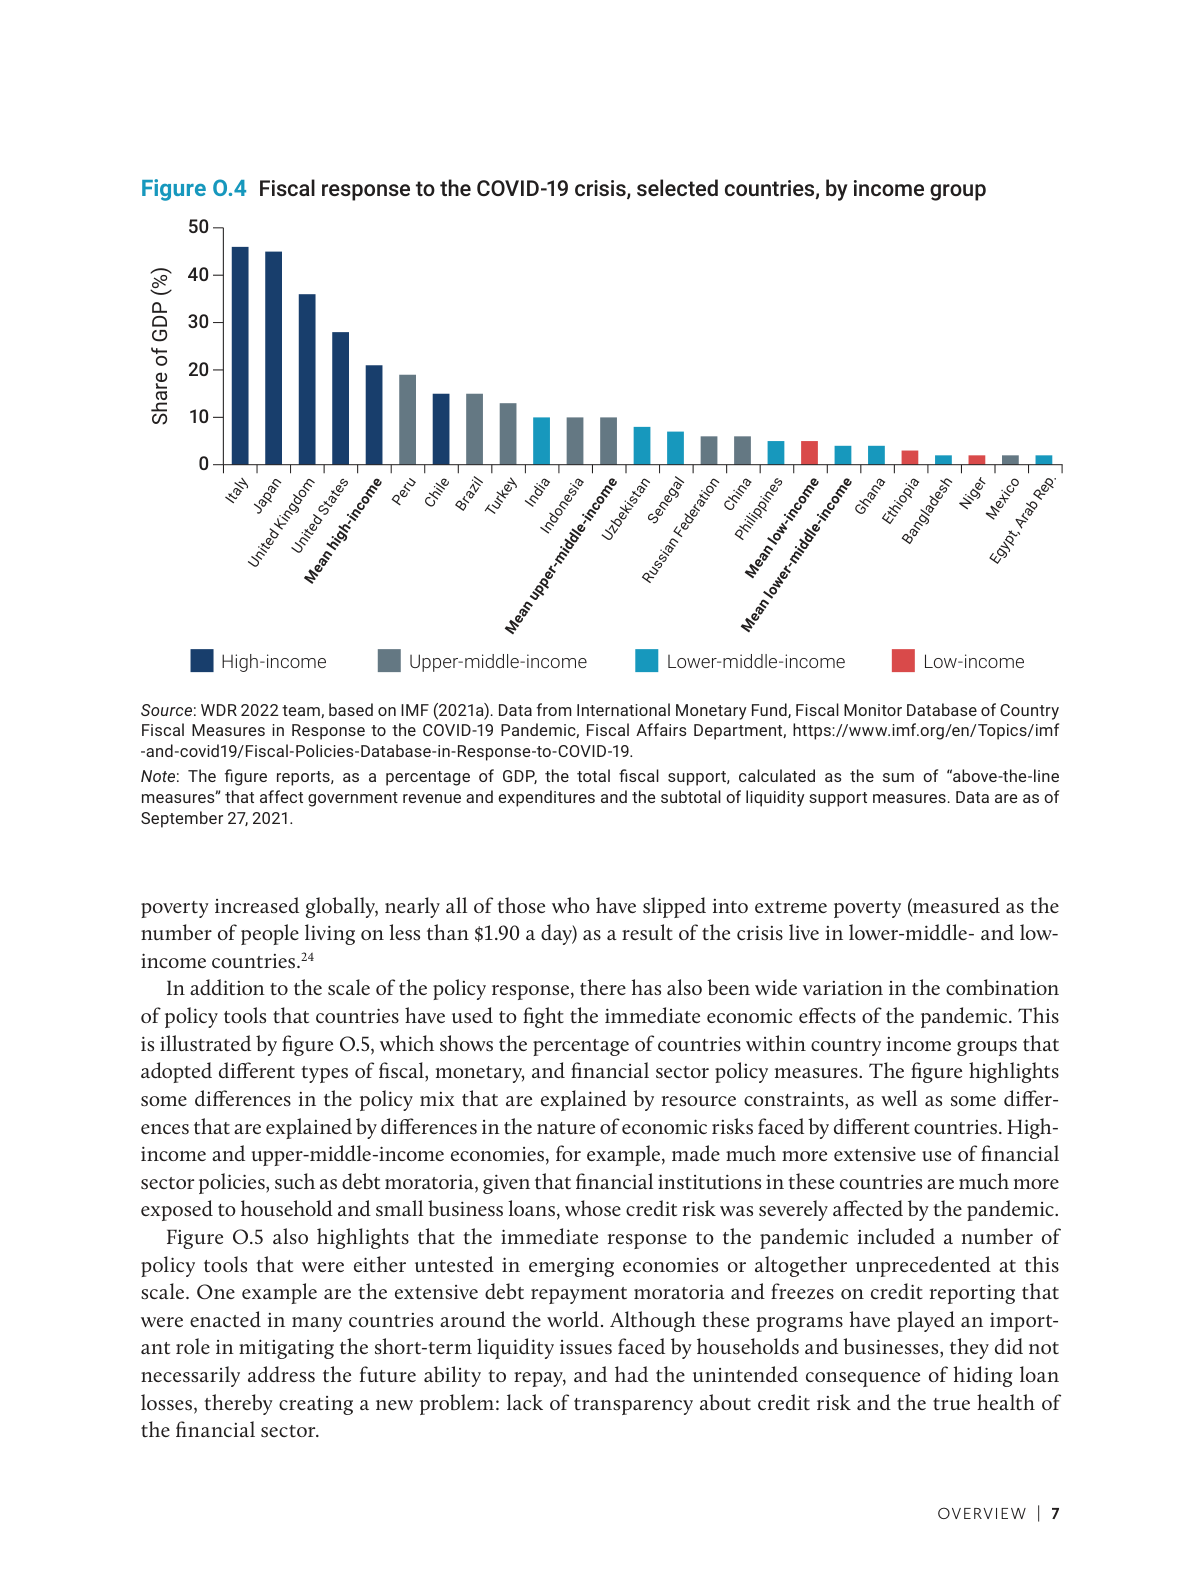 Figure O.4 Fiscal response to the COVID-19 crisis, selected countries, by income group
Share of GDP (%)
50
40
30
20
10
0
Italy
Japan
United Kingdom
United States
Mean high-income
Peru
Chile
Brazil
Turkey
India
Indonesia
Mean upper-middle-income
Uzbekistan
Senegal
Russian Federation
China
Philippines
Mean low-income
Mean lower-middle-income
Ghana
Ethiopia
Bangladesh
Niger
Mexico
Egypt, Arab Rep.
High-income Upper-middle-income Lower-middle-income Low-income
Source: WDR 2022 team, based on IMF (2021a). Data from International Monetary Fund, Fiscal Monitor Database of Country
Fiscal Measures in Response to the COVID-19 Pandemic, Fiscal Affairs Department, https://www.imf.org/en/Topics/imf
-and-covid19/Fiscal-Policies-Database-in-Response-to-COVID-19.
Note: The figure reports, as a percentage of GDP, the total fiscal support, calculated as the sum of “above-the-line
measures” that affect government revenue and expenditures and the subtotal of liquidity support measures. Data are as of
September 27, 2021.
poverty increased globally, nearly all of those who have slipped into extreme poverty (measured as the
number of people living on less than $1.90 a day) as a result of the crisis live in lower-middle- and low-
income countries.24
In addition to the scale of the policy response, there has also been wide variation in the combination
of policy tools that countries have used to fight the immediate economic effects of the pandemic. This
is illustrated by figure O.5, which shows the percentage of countries within country income groups that
adopted different types of fiscal, monetary, and financial sector policy measures. The figure highlights
some differences in the policy mix that are explained by resource constraints, as well as some differ-
ences that are explained by differences in the nature of economic risks faced by different countries. High-
income and upper-middle-income economies, for example, made much more extensive use of financial
sector policies, such as debt moratoria, given that financial institutions in these countries are much more
exposed to household and small business loans, whose credit risk was severely affected by the pandemic.
Figure O.5 also highlights that the immediate response to the pandemic included a number of
policy tools that were either untested in emerging economies or altogether unprecedented at this
scale. One example are the extensive debt repayment moratoria and freezes on credit reporting that
were enacted in many countries around the world. Although these programs have played an import-
ant role in mitigating the short-term liquidity issues faced by households and businesses, they did not
necessarily address the future ability to repay, and had the unintended consequence of hiding loan
losses, thereby creating a new problem: lack of transparency about credit risk and the true health of
the financial sector.
OVERVIEW | 7